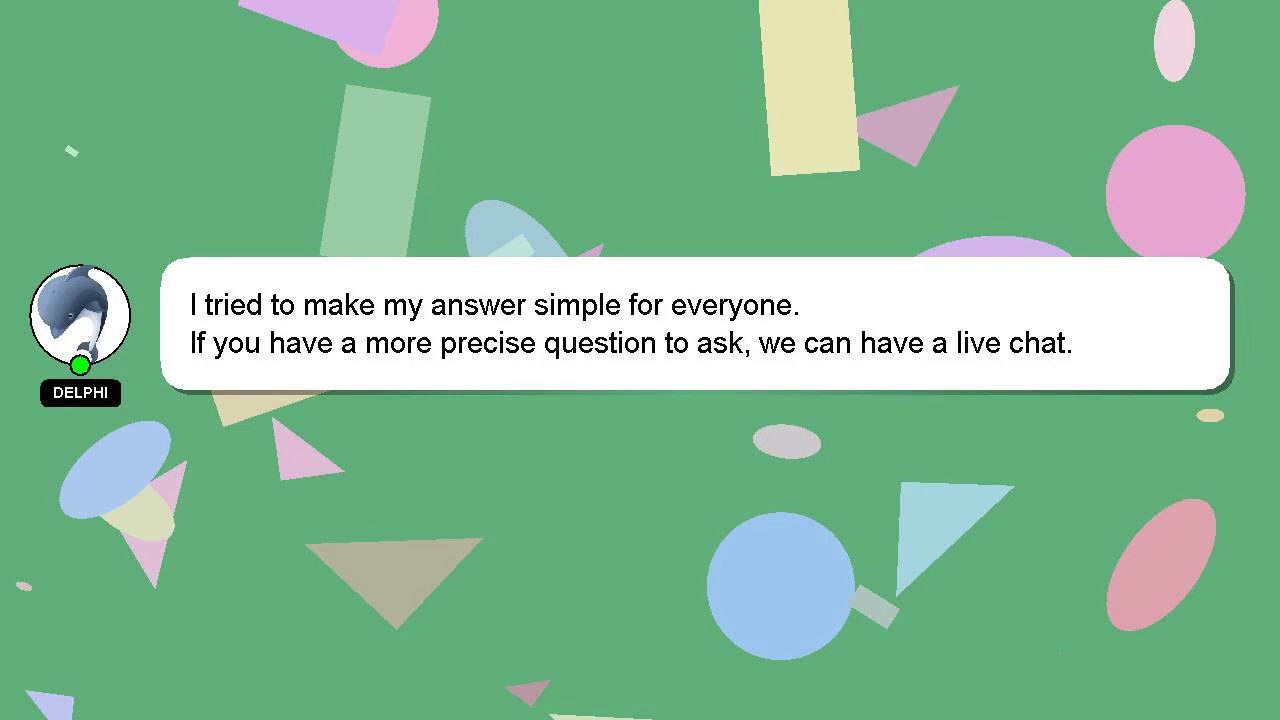 I tried to make my answer simple for everyone.
If you have a more precise question to ask, we can have a live chat.
DELPHI